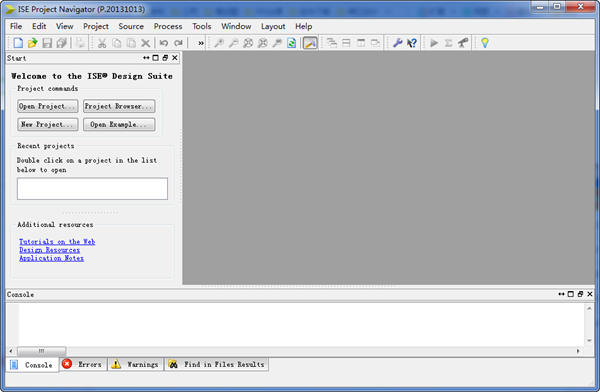 ISE Project Navigator (P.20131013)
File Edit View Project Source Process Tools Window Layout Help
»
Start
Welcome to the ISE® Design Suite
Project commands
Open Project... Project Browser...
New Project... Open Example...
Recent projects
Double click on a project in the list
below to open
Additional resources
Tutorials on the Web
Design Resources
Application Notes
Console
Console Errors Warnings Find in Files Results